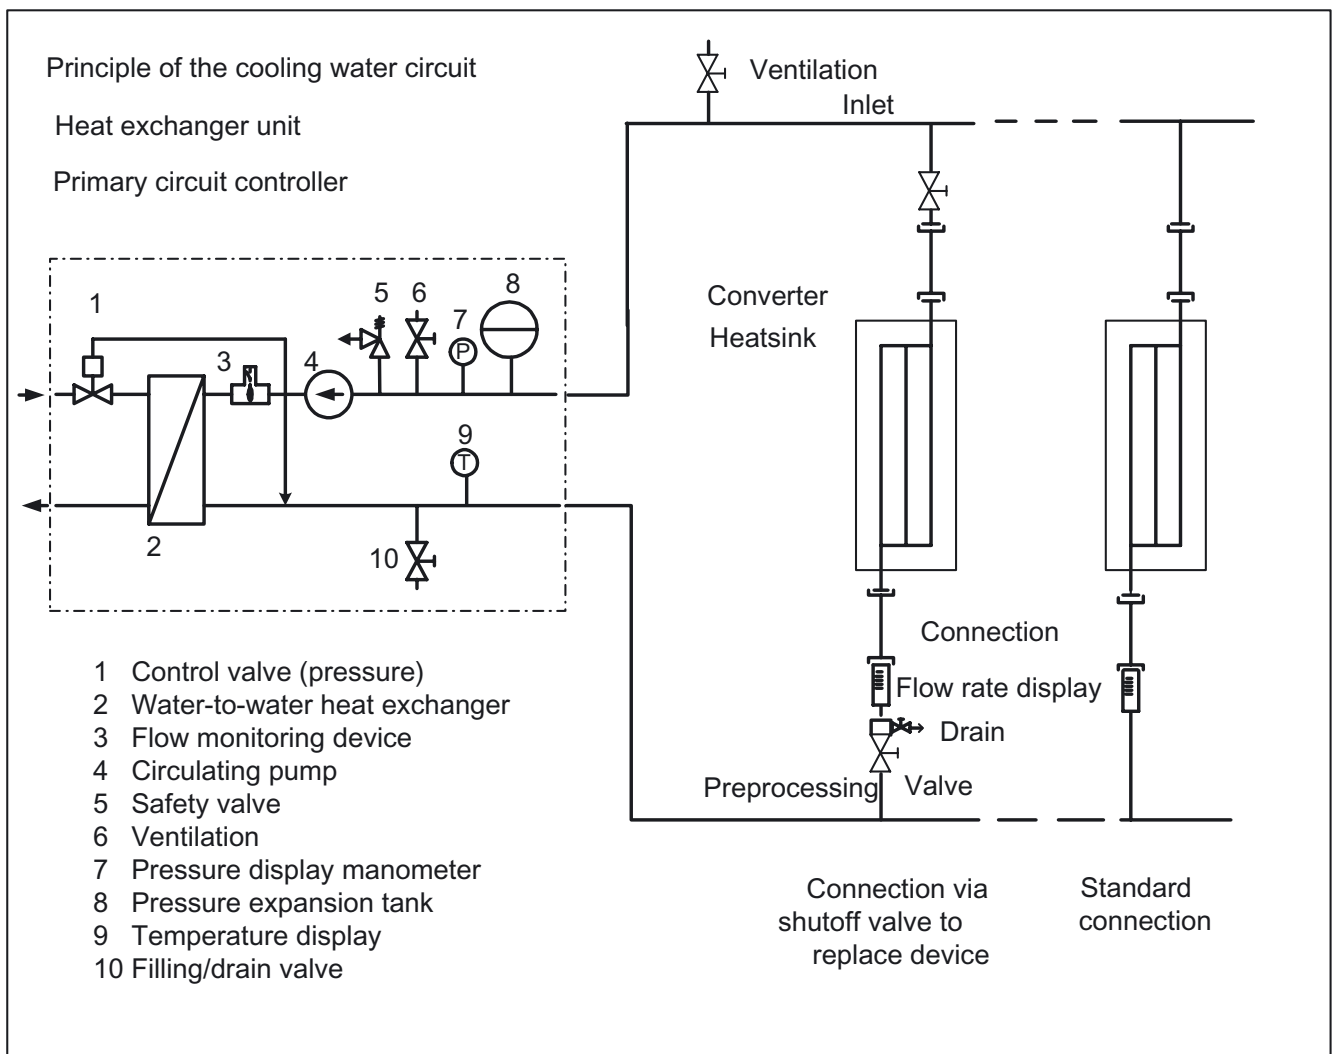 Principle of the cooling water circuit
Heat exchanger unit
Primary circuit controller
Ventilation
Inlet
1
2
3
4
5
6
7
P
8
9
T
10
Converter
Heatsink
Connection
Flow rate display
Drain
Preprocessing Valve
1 Control valve (pressure)
2 Water-to-water heat exchanger
3 Flow monitoring device
4 Circulating pump
5 Safety valve
6 Ventilation
7 Pressure display manometer
8 Pressure expansion tank
9 Temperature display
10 Filling/drain valve
Connection via
shutoff valve to
replace device
Standard
connection